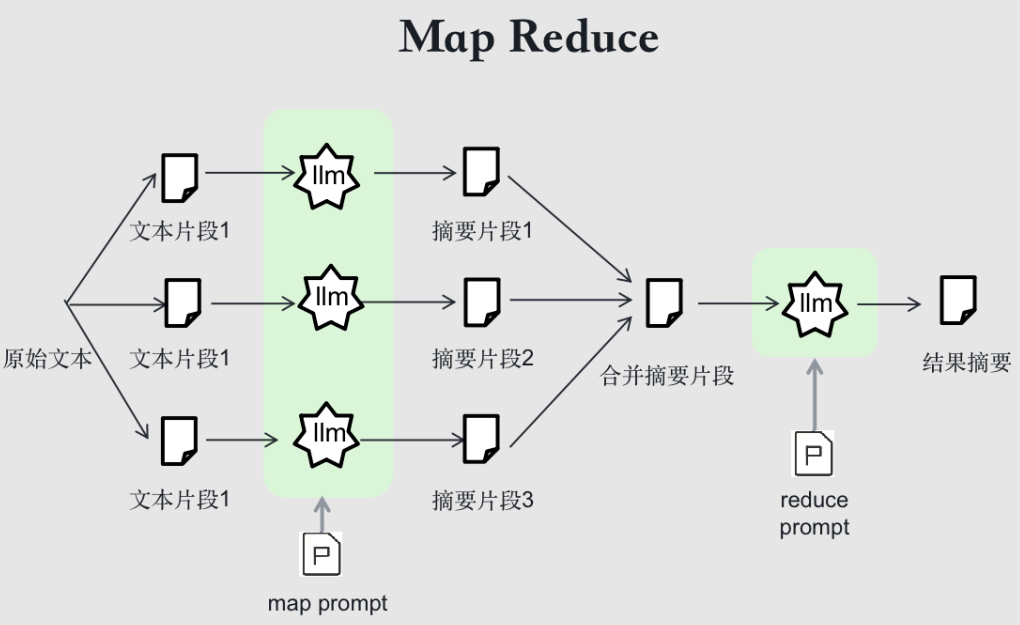 Map Reduce
llm
文本片段1
摘要片段1
llm
原始文本
文本片段1
摘要片段2
合并摘要片段
llm
结果摘要
llm
文本片段1
摘要片段3
P
map prompt
P
reduce
prompt